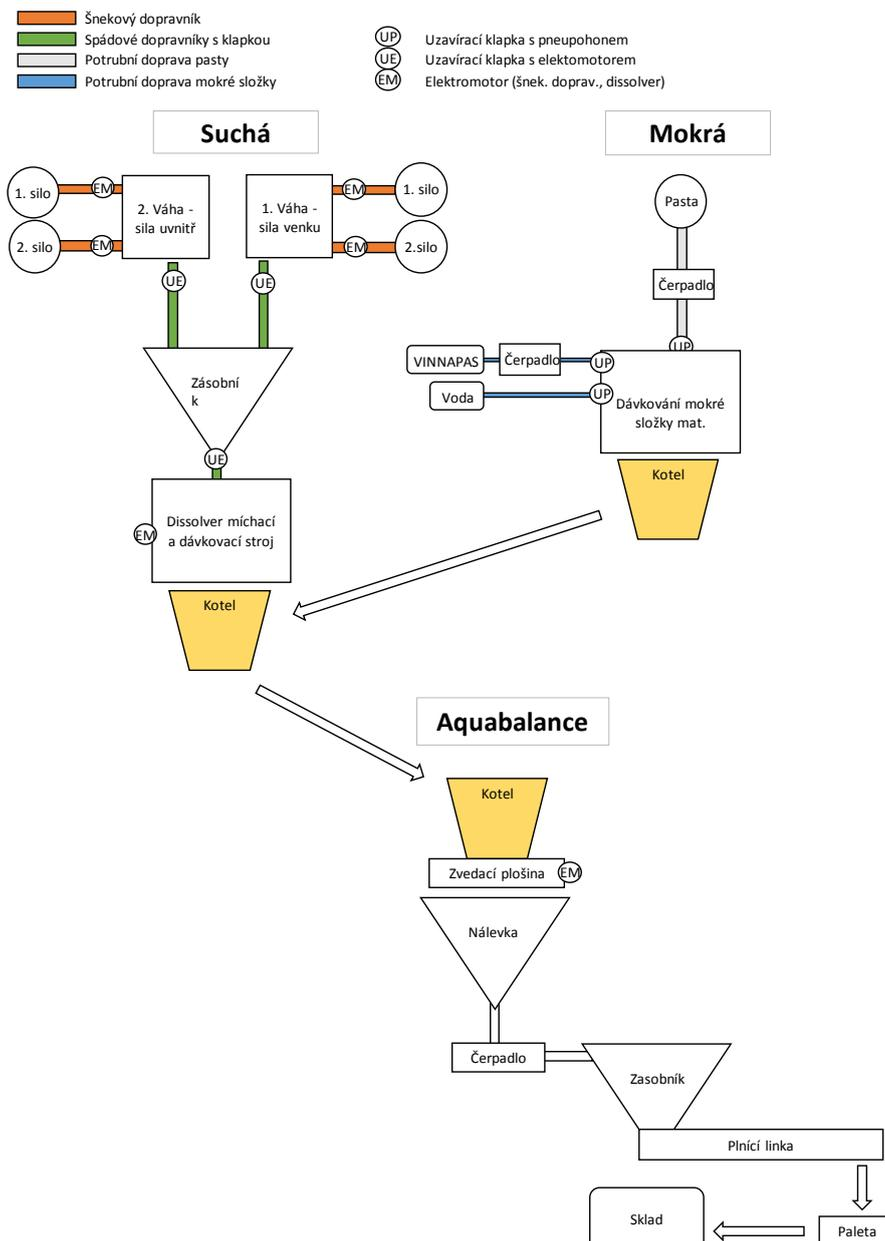 Šnekový dopravník
Spádové dopravníky s klapkou
Potrubní doprava pasty
Potrubní doprava mokré složky
UP Uzavírací klapka s pneupohonem
UE Uzavírací klapka s elektomotorem
EM Elektromotor (šnek. doprav., dissolver)
Suchá
Mokrá
1. silo
EM
2. silo
EM
2. Váha -
sila uvnitř
1. Váha -
sila venku
EM
1. silo
EM
2.silo
UE
UE
Zásobní
k
UE
EM
Dissolver míchací
a dávkovací stroj
Kotel
Pasta
Čerpadlo
UP
VINNAPAS
Čerpadlo
UP
Voda
UP
Dávkování mokré
složky mat.
Kotel
Aquabalance
Kotel
Zvedací plošina
EM
Nálevka
Čerpadlo
Zasobník
Plnící linka
Sklad
Paleta